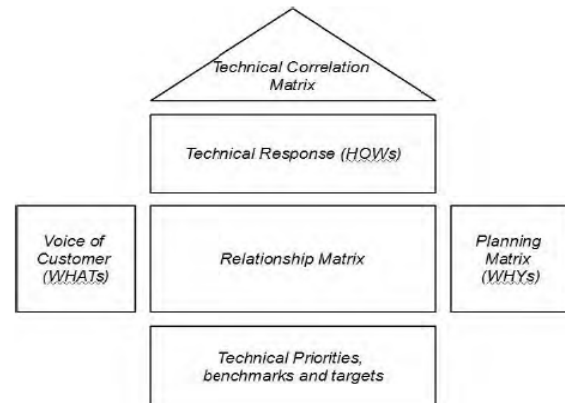 Technical Correlation
Matrix
Technical Response (HOWs)
Voice of
Customer
(WHATs)
Relationship Matrix
Planning
Matrix
(WHYs)
Technical Priorities,
benchmarks and targets